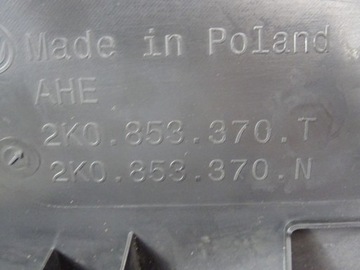 Made in Poland
AHE
2K0.853.370.T
2K0.853.370.N